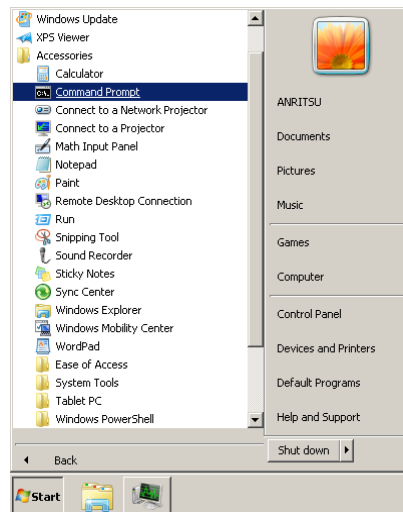 Windows Update
XPS Viewer
Accessories
Calculator
Command Prompt
Connect to a Network Projector
Connect to a Projector
Math Input Panel
Notepad
Paint
Remote Desktop Connection
Run
Snipping Tool
Sound Recorder
Sticky Notes
Sync Center
Windows Explorer
Windows Mobility Center
WordPad
Ease of Access
System Tools
Tablet PC
Windows PowerShell
Back
ANRITSU
Documents
Pictures
Music
Games
Computer
Control Panel
Devices and Printers
Default Programs
Help and Support
Shut down
Start